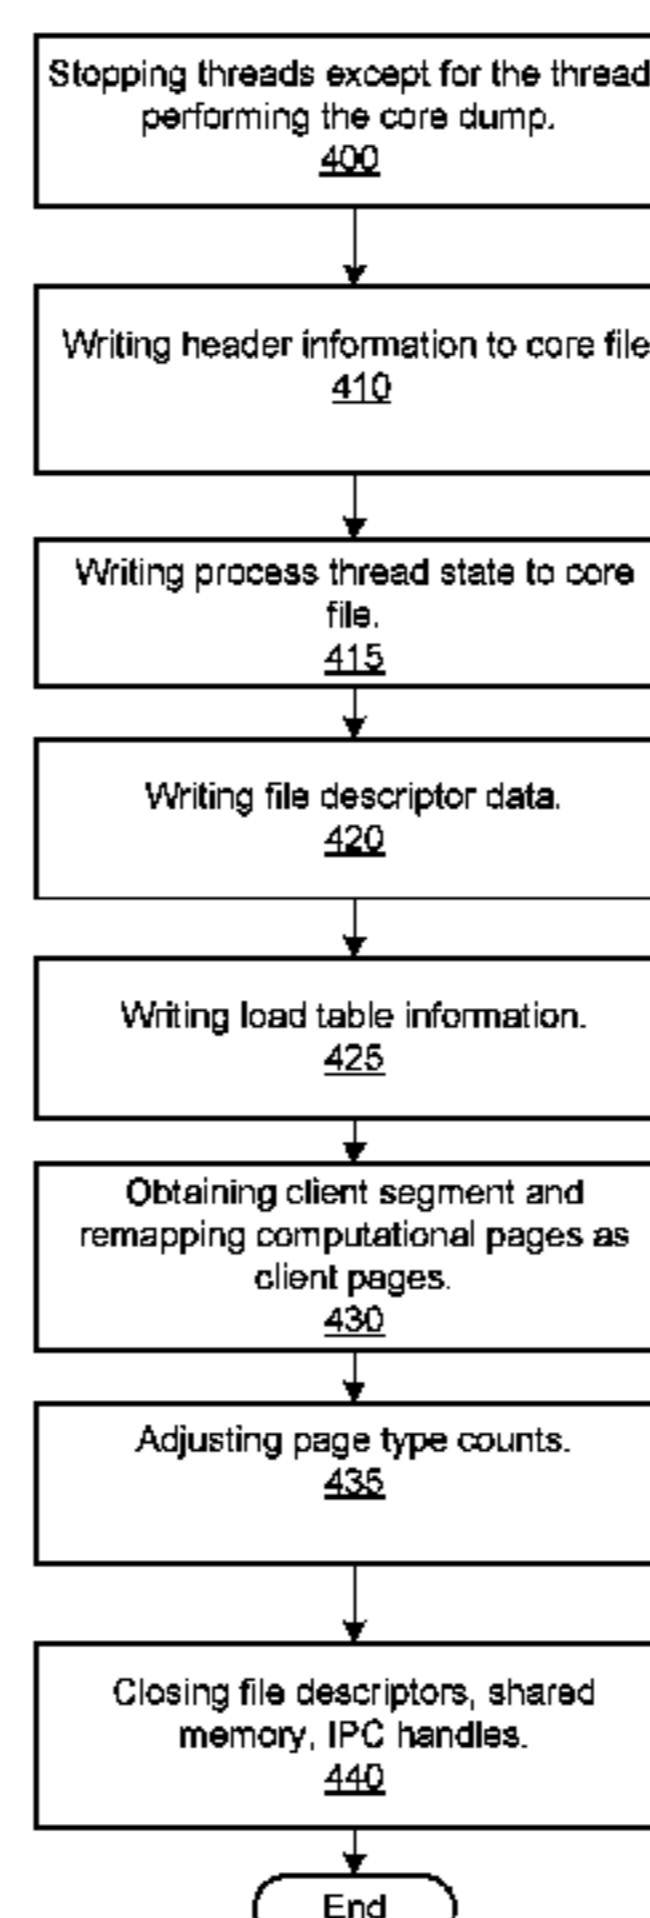 Stopping threads except for the thread
performing the core dump.
400
Writing header information to core file
410
Writing process thread state to core
file.
415
Writing file descriptor data.
420
Writing load table information.
425
Obtaining client segment and
remapping computational pages as
client pages.
430
Adjusting page type counts.
435
Closing file descriptors, shared
memory, IPC handles.
440
End